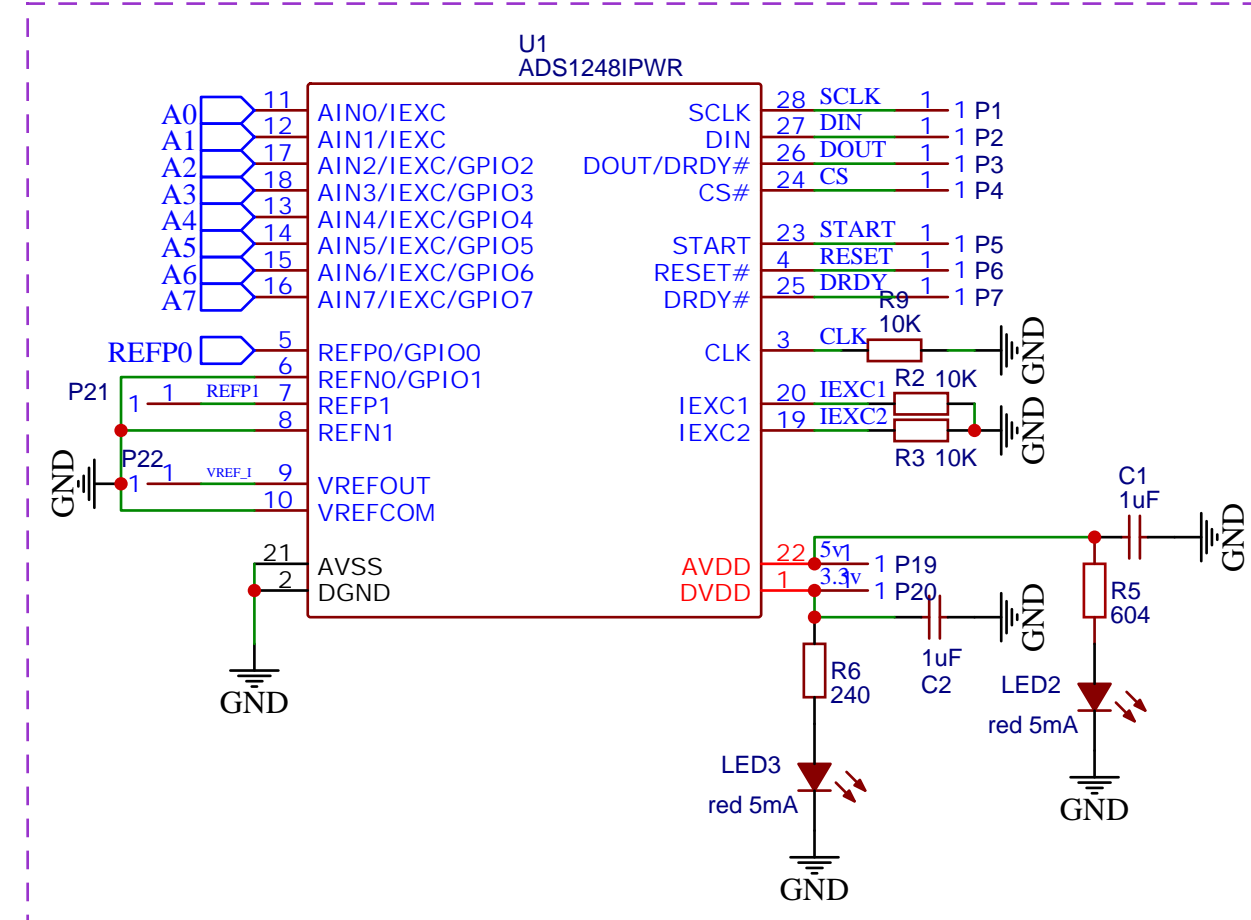 U1
ADS1248IPWR
A0 11 AIN0/IEXC
A1 12 AIN1/IEXC
A2 17 AIN2/IEXC/GPIO2
A3 18 AIN3/IEXC/GPIO3
A4 13 AIN4/IEXC/GPIO4
A5 14 AIN5/IEXC/GPIO5
A6 15 AIN6/IEXC/GPIO6
A7 16 AIN7/IEXC/GPIO7
REFP0 5 REFP0/GPIO0
6 REFN0/GPIO1
P21 1 1 REFP1 7 REFP1
8 REFN1
GND
P22 1 1 VREF_I 9 VREFOUT
10 VREFCOM
21 AVSS
2 DGND
GND
SCLK 28 SCLK 1 1 P1
DIN 27 DIN 1 1 P2
DOUT/DRDY# 26 DOUT 1 1 P3
CS# 24 CS 1 1 P4
START 23 START 1 1 P5
RESET# 4 RESET 1 1 P6
DRDY# 25 DRDY 1 1 P7
R9
10K
CLK 3 CLK GND
R2 10K
IEXC1 20 IEXC1
IEXC2 19 IEXC2 GND
R3 10K
C1
1uF
GND
AVDD 22 5v 1 1 P19
DVDD 1 3.3v 1 1 P20
R5
604
GND
1uF
C2
R6
240
LED2
red 5mA
GND
LED3
red 5mA
GND